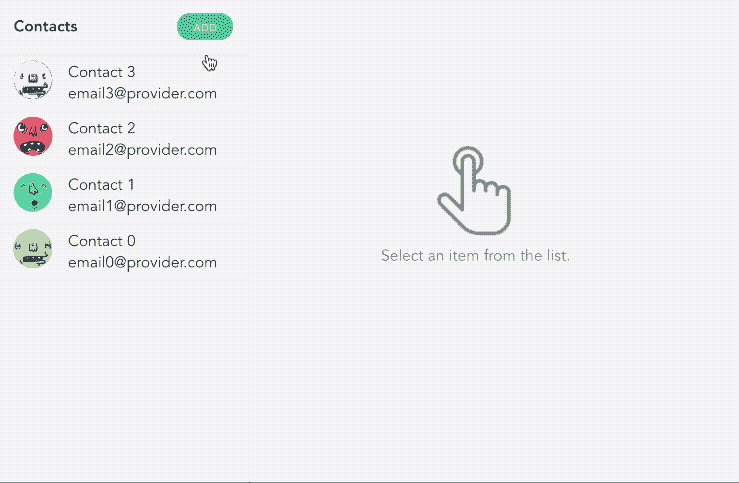 Contacts
ADD
Contact 3
email3@provider.com
Contact 2
email2@provider.com
Contact 1
email1@provider.com
Contact 0
email0@provider.com
Select an item from the list.